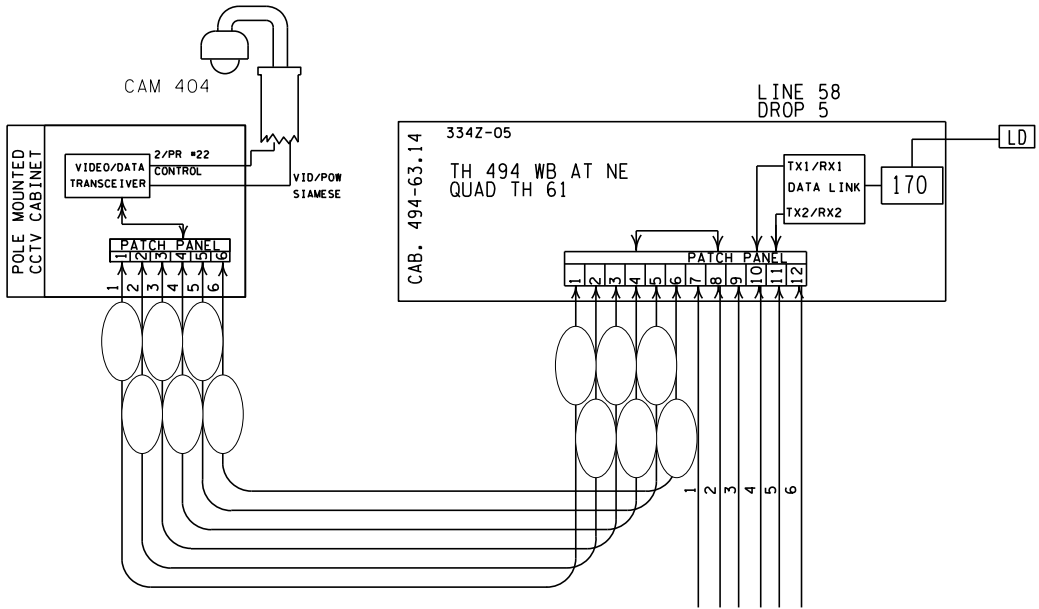 CAM 404
POLE MOUNTED
CCTV CABINET
VIDEO/DATA
TRANSCEIVER
2/PR #22
CONTROL
VID/POW
SIAMESE
PATCH PANEL
1 2 3 4 5 6
1 2 3 4 5 6
LINE 58
DROP 5
CAB. 494-63.14
334Z-05
TH 494 WB AT NE
QUAD TH 61
TX1/RX1
DATA LINK
TX2/RX2
170
LD
PATCH PANEL
1 2 3 4 5 6 7 8 9 10 11 12
1 2 3 4 5 6